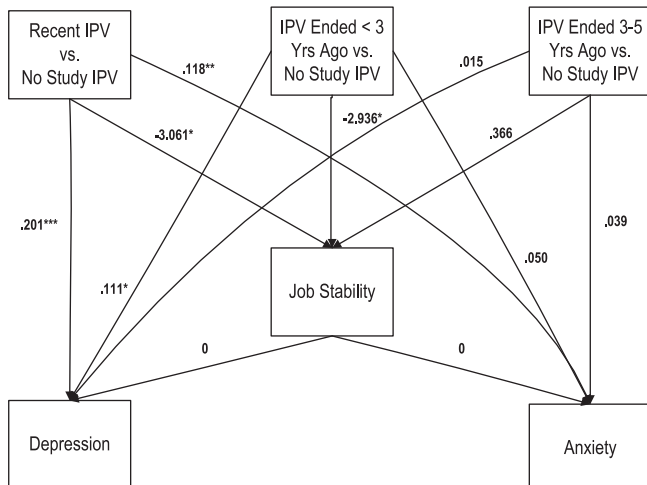 Recent IPV
vs.
No Study IPV
IPV Ended < 3
Yrs Ago vs.
No Study IPV
IPV Ended 3-5
Yrs Ago vs.
No Study IPV
.118**
.015
-3.061*
-2.936*
.366
.201***
.111*
.050
.039
Job Stability
0
0
Depression
Anxiety